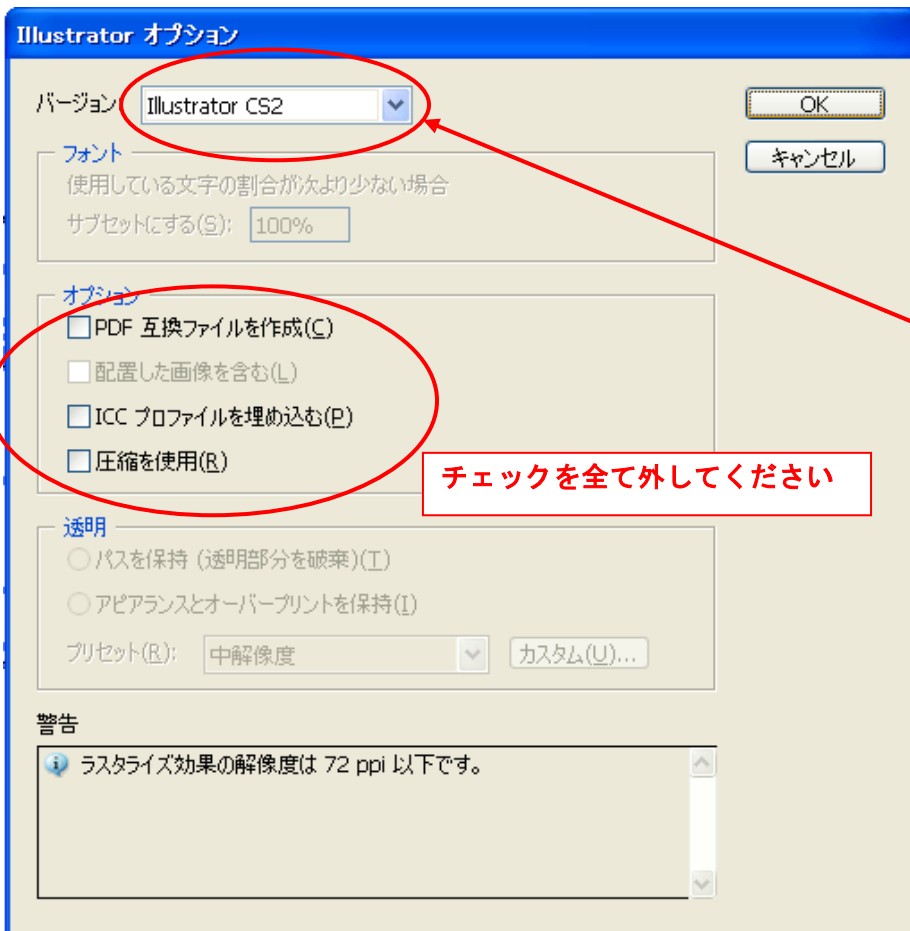 Illustrator オプション
バージョン: Illustrator CS2
OK
キャンセル
フォント
使用している文字の割合が次より少ない場合
サブセットにする(S): 100%
オプション
PDF 互換ファイルを作成(C)
配置した画像を含む(L)
ICC プロファイルを埋め込む(P)
圧縮を使用(R)
チェックを全て外してください
透明
パスを保持 (透明部分を破棄)(T)
アピアランスとオーバープリントを保持(I)
プリセット(R): 中解像度 カスタム(U)...
警告
ラスタライズ効果の解像度は 72 ppi 以下です。